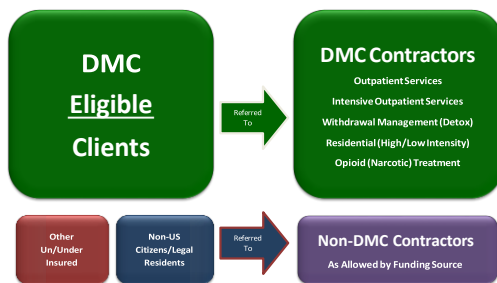 DMC
Eligible
Clients
Referred
To
DMC Contractors
Outpatient Services
Intensive Outpatient Services
Withdrawal Management (Detox)
Residential (High/Low Intensity)
Opioid (Narcotic) Treatment
Other
Un/Under
Insured
Non-US
Citizens/Legal
Residents
Referred
To
Non-DMC Contractors
As Allowed by Funding Source